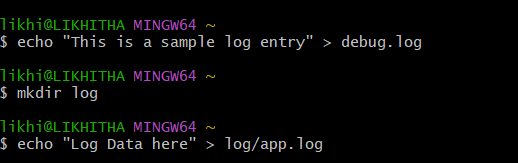 likhi@LIKHITHA MINGW64 ~
$ echo "This is a sample log entry" > debug.log
likhi@LIKHITHA MINGW64 ~
$ mkdir log
likhi@LIKHITHA MINGW64 ~
$ echo "Log Data here" > log/app.log